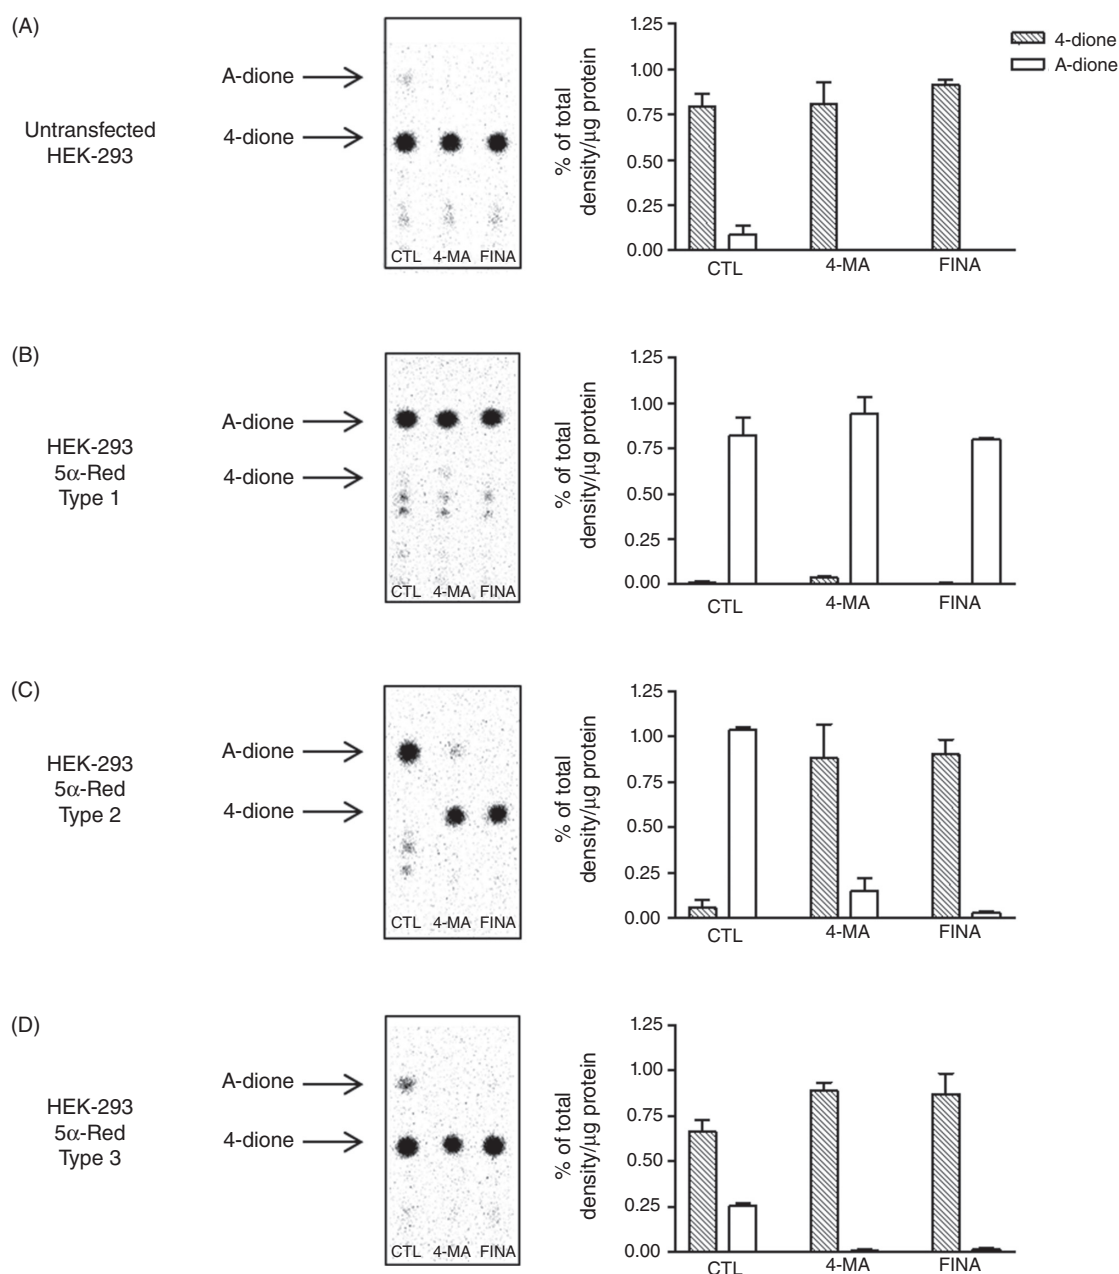 (A)
Untransfected
HEK-293
A-dione
4-dione
CTL 4-MA FINA
% of total
density/μg protein
1.25
1.00
0.75
0.50
0.25
0.00
CTL 4-MA FINA
4-dione
A-dione
(B)
HEK-293
5α-Red
Type 1
A-dione
4-dione
CTL 4-MA FINA
% of total
density/μg protein
1.25
1.00
0.75
0.50
0.25
0.00
CTL 4-MA FINA
(C)
HEK-293
5α-Red
Type 2
A-dione
4-dione
CTL 4-MA FINA
% of total
density/μg protein
1.25
1.00
0.75
0.50
0.25
0.00
CTL 4-MA FINA
(D)
HEK-293
5α-Red
Type 3
A-dione
4-dione
CTL 4-MA FINA
% of total
density/μg protein
1.25
1.00
0.75
0.50
0.25
0.00
CTL 4-MA FINA